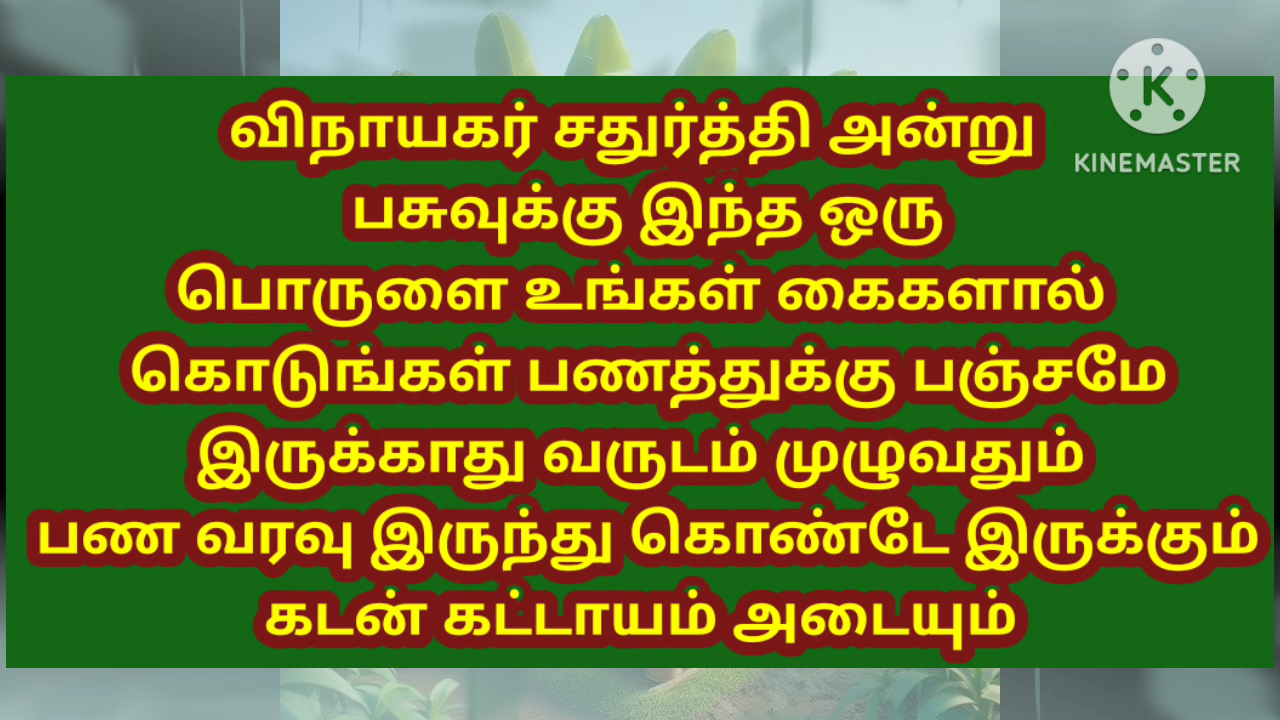 விநாயகர் சதுர்த்தி அன்று
பசுவுக்கு இந்த ஒரு
பொருளை உங்கள் கைகளால்
கொடுங்கள் பணத்துக்கு பஞ்சமே
இருக்காது வருடம் முழுவதும்
பண வரவு இருந்து கொண்டே இருக்கும்
கடன் கட்டாயம் அடையும்
K
KINEMASTER